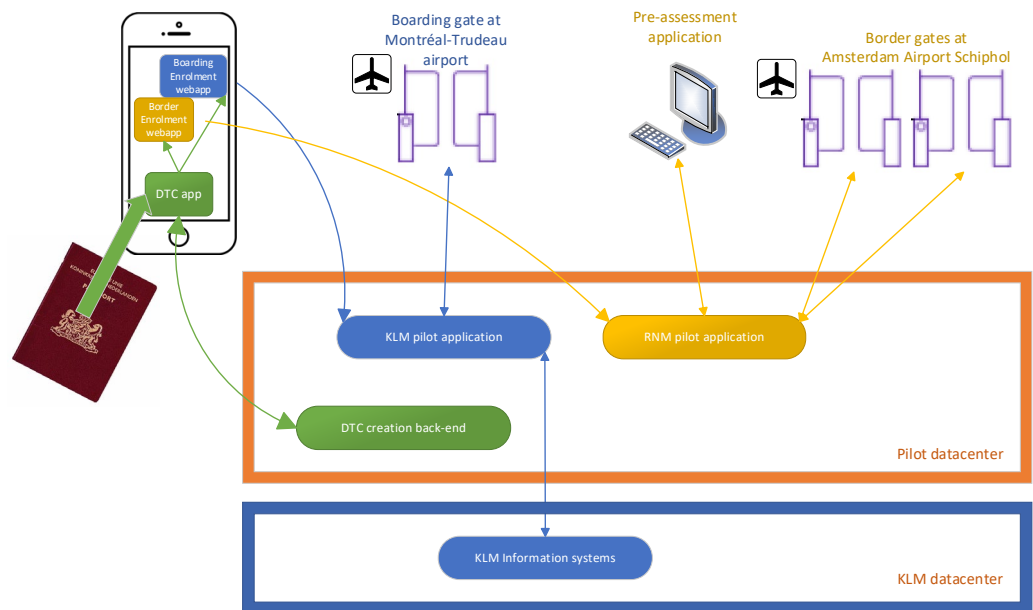 Boarding gate at
Montréal-Trudeau
airport
Pre-assessment
application
Border gates at
Amsterdam Airport Schiphol
Boarding
Enrolment
webapp
Border
Enrolment
webapp
DTC app
KLM pilot application
RNM pilot application
DTC creation back-end
Pilot datacenter
KLM Information systems
KLM datacenter